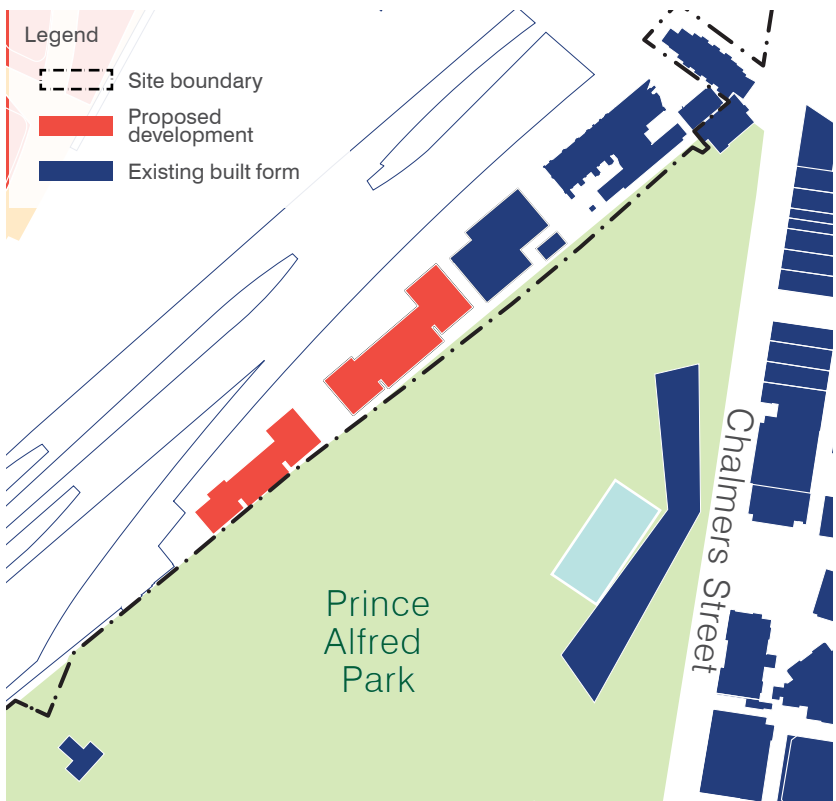 Legend
Site boundary
Proposed
development
Existing built form
Chalmers Street
Prince
Alfred
Park